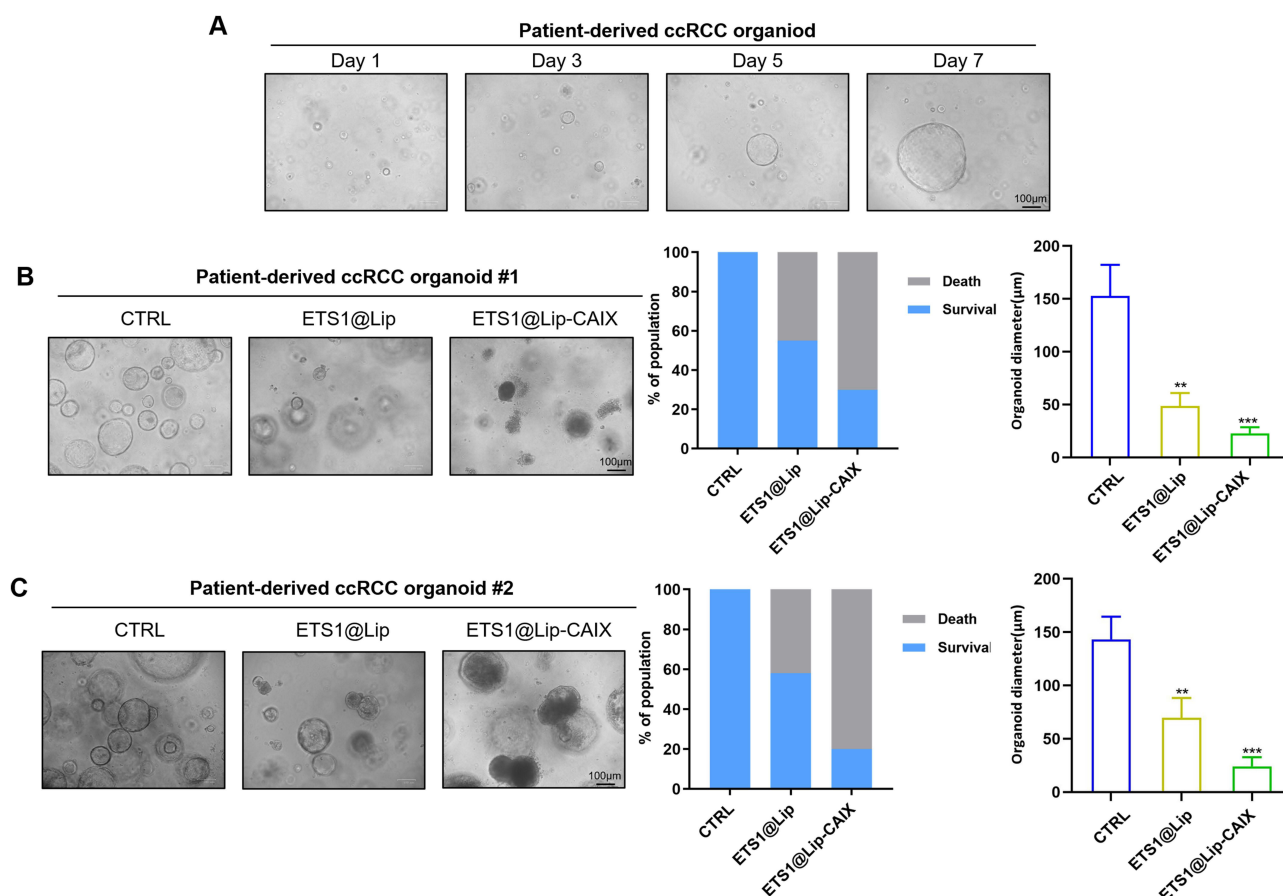 A
Patient-derived ccRCC organiod
Day 1
Day 3
Day 5
Day 7
100μm
B
Patient-derived ccRCC organoid #1
CTRL
ETS1@Lip
ETS1@Lip-CAIX
100μm
% of population
100
80
60
40
20
0
CTRL
ETS1@Lip
ETS1@Lip-CAIX
Death
Survival
Organoid diameter(μm)
200
150
100
50
0
**
***
CTRL
ETS1@Lip
ETS1@Lip-CAIX
C
Patient-derived ccRCC organoid #2
CTRL
ETS1@Lip
ETS1@Lip-CAIX
100μm
% of population
100
80
60
40
20
0
CTRL
ETS1@Lip
ETS1@Lip-CAIX
Death
Survival
Organoid diameter(μm)
200
150
100
50
0
**
***
CTRL
ETS1@Lip
ETS1@Lip-CAIX